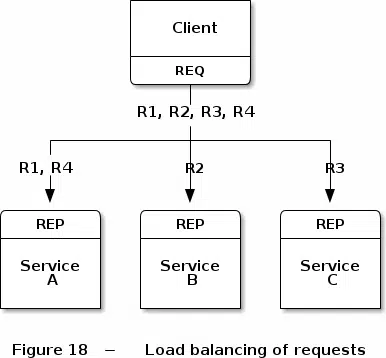 Client
REQ
R1, R2, R3, R4
R1, R4 R2 R3
REP REP REP
Service Service Service
A B C
Figure 18 – Load balancing of requests